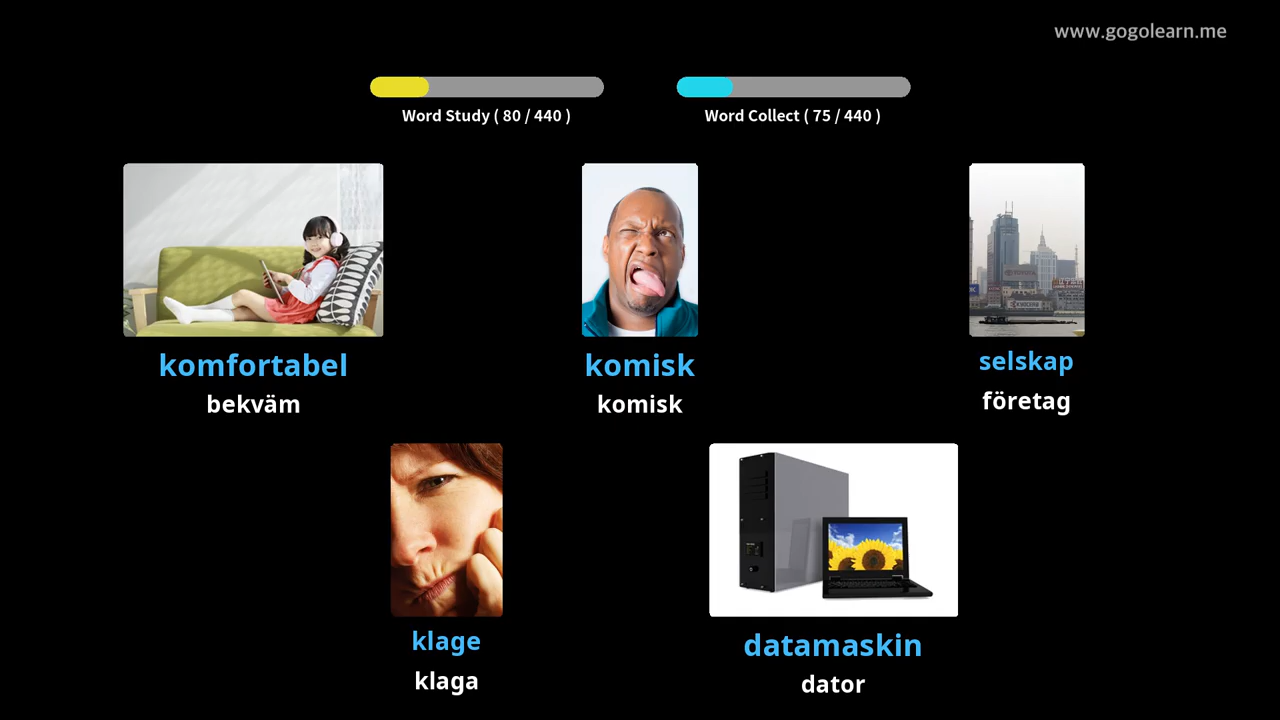 www.gogolearn.me
Word Study ( 80 / 440 )
Word Collect ( 75 / 440 )
TOYOTA
komfortabel
komisk
selskap
bekväm
komisk
företag
klage
datamaskin
klaga
dator